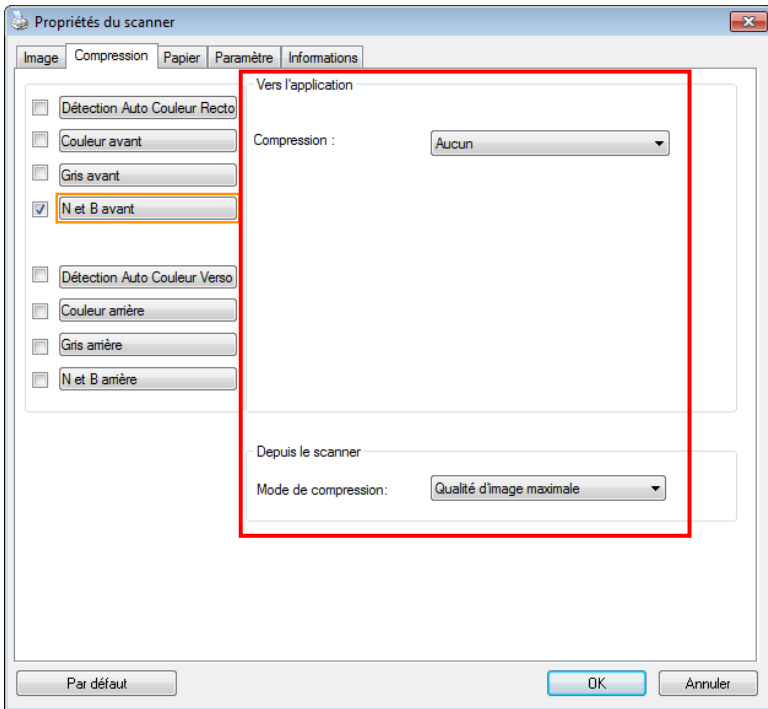 Propriétés du scanner
Image Compression Papier Paramètre Informations
Détection Auto Couleur Recto
Couleur avant
Gris avant
N et B avant
Détection Auto Couleur Verso
Couleur arrière
Gris arrière
N et B arrière
Vers l'application
Compression : Aucun
Depuis le scanner
Mode de compression: Qualité d'image maximale
Par défaut OK Annuler